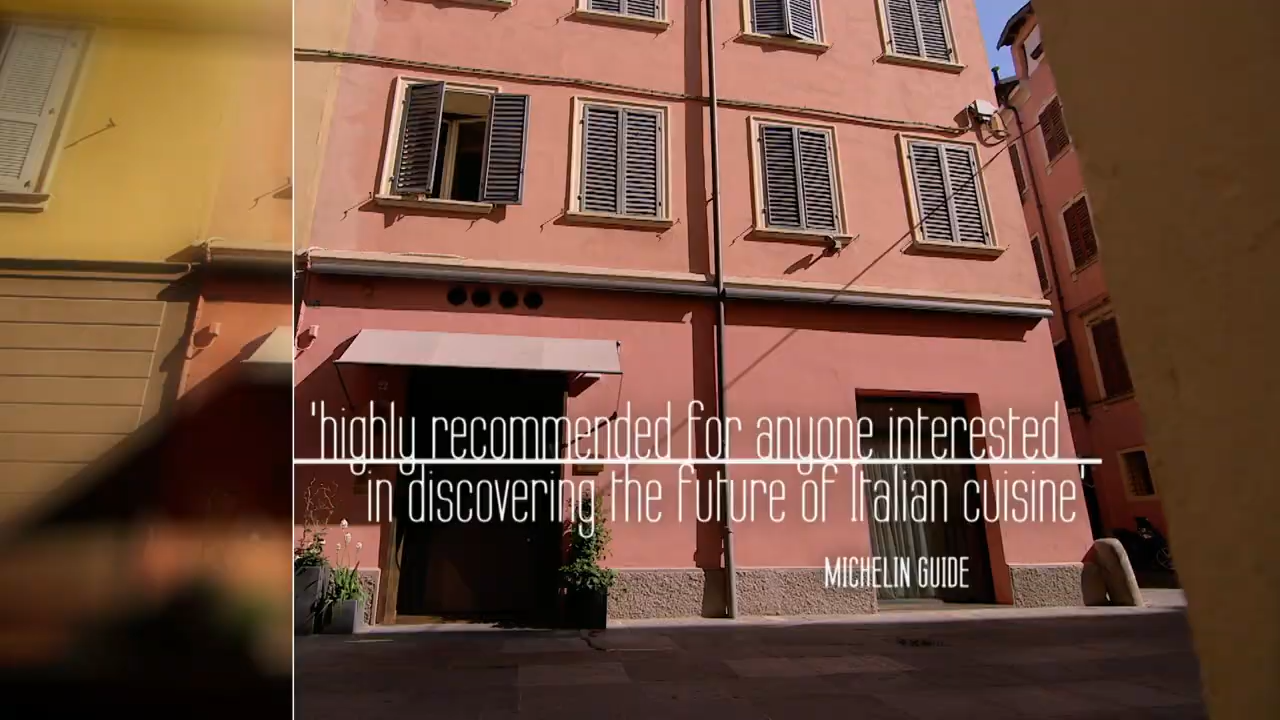 'highly recommended for anyone interested
in discovering the future of Italian cuisine'
MICHELIN GUIDE